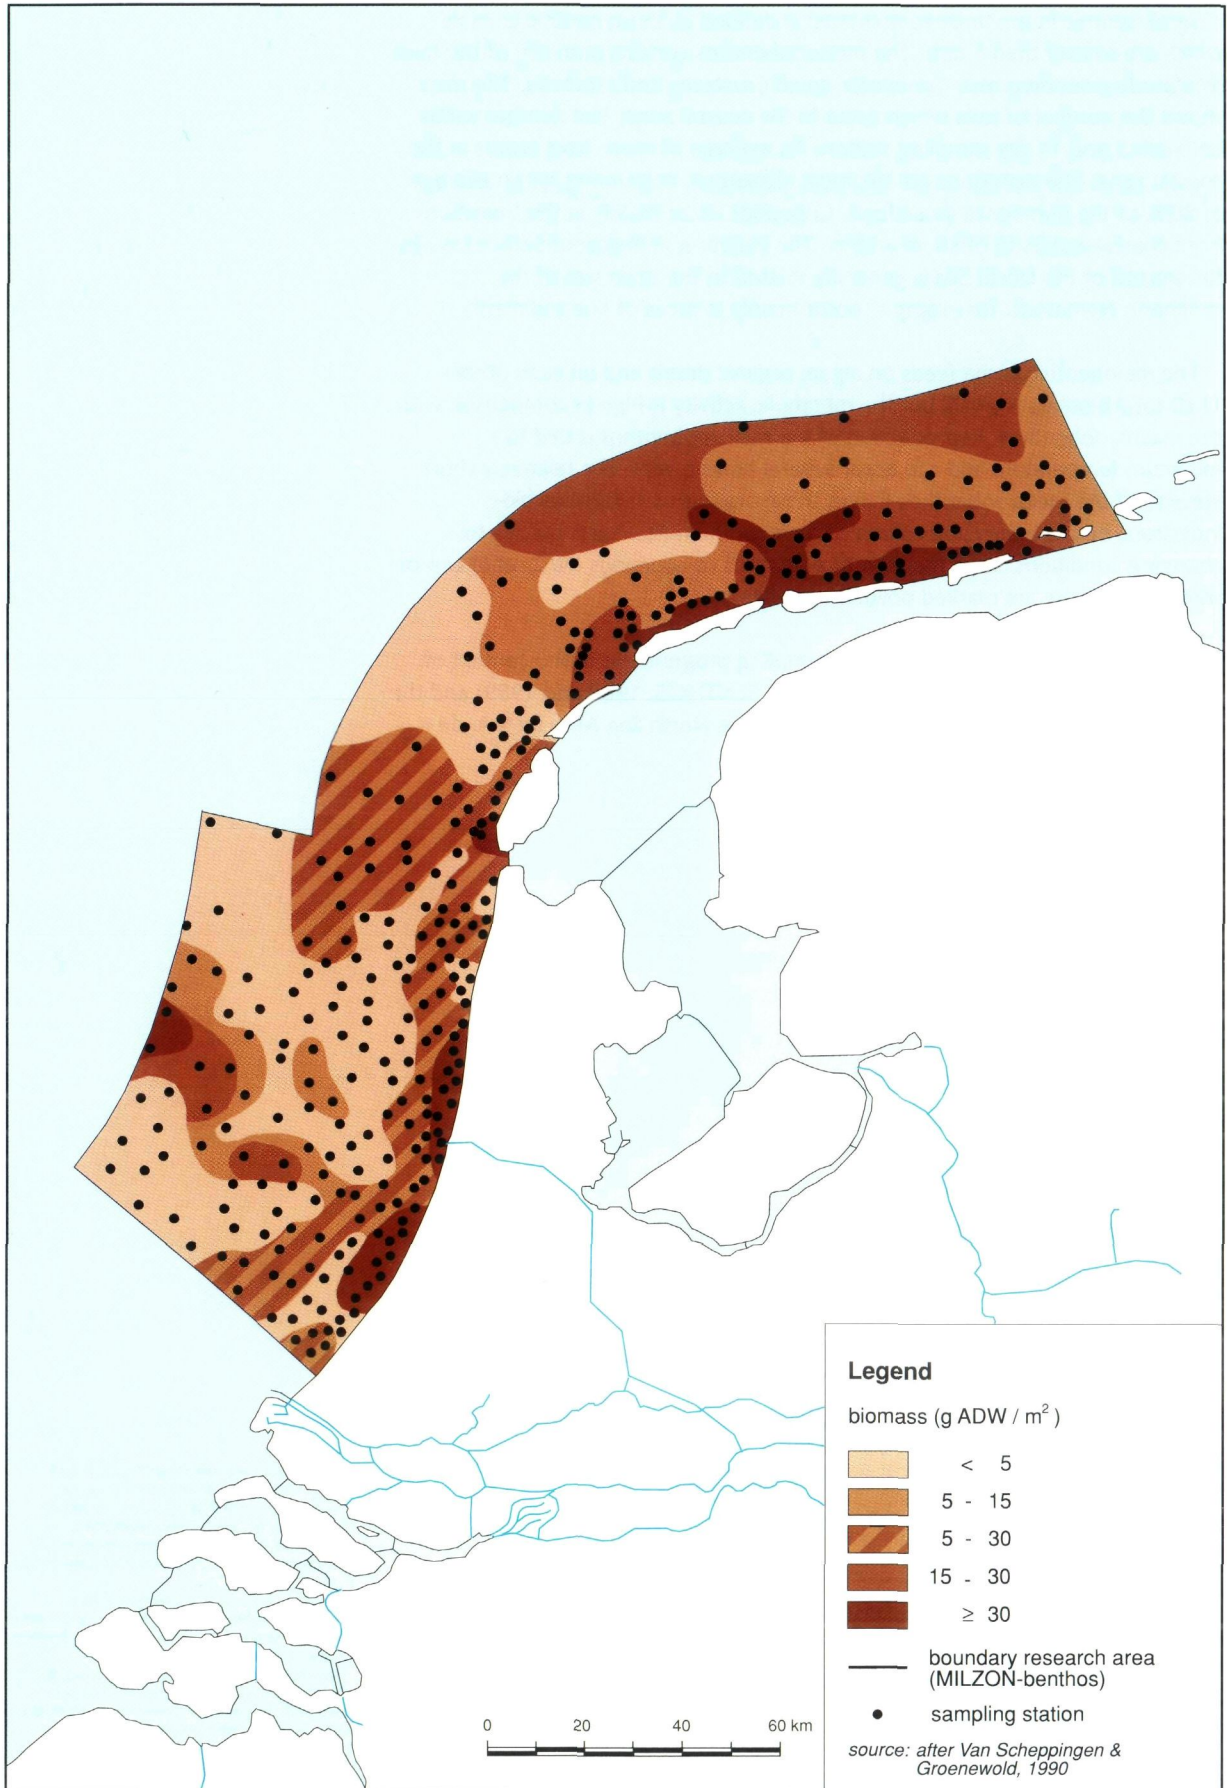 Legend
biomass (g ADW / m²)
< 5
5 - 15
5 - 30
15 - 30
≥ 30
boundary research area
(MILZON-benthos)
sampling station
source: after Van Scheppingen &
Groenewold, 1990
0 20 40 60 km